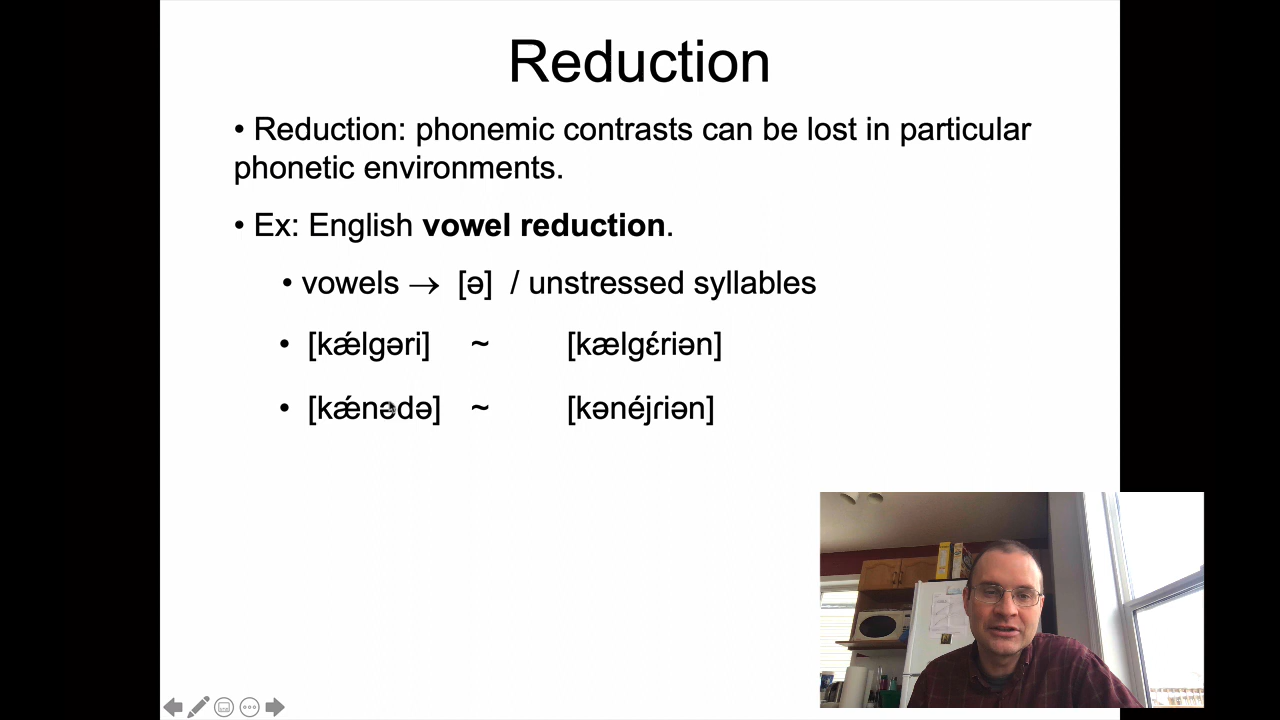 Reduction
• Reduction: phonemic contrasts can be lost in particular
phonetic environments.
• Ex: English vowel reduction.
• vowels → [ə] / unstressed syllables
• [kǽlgəri] ~ [kælgɛ́riən]
• [kǽnədə] ~ [kənéjɾiən]